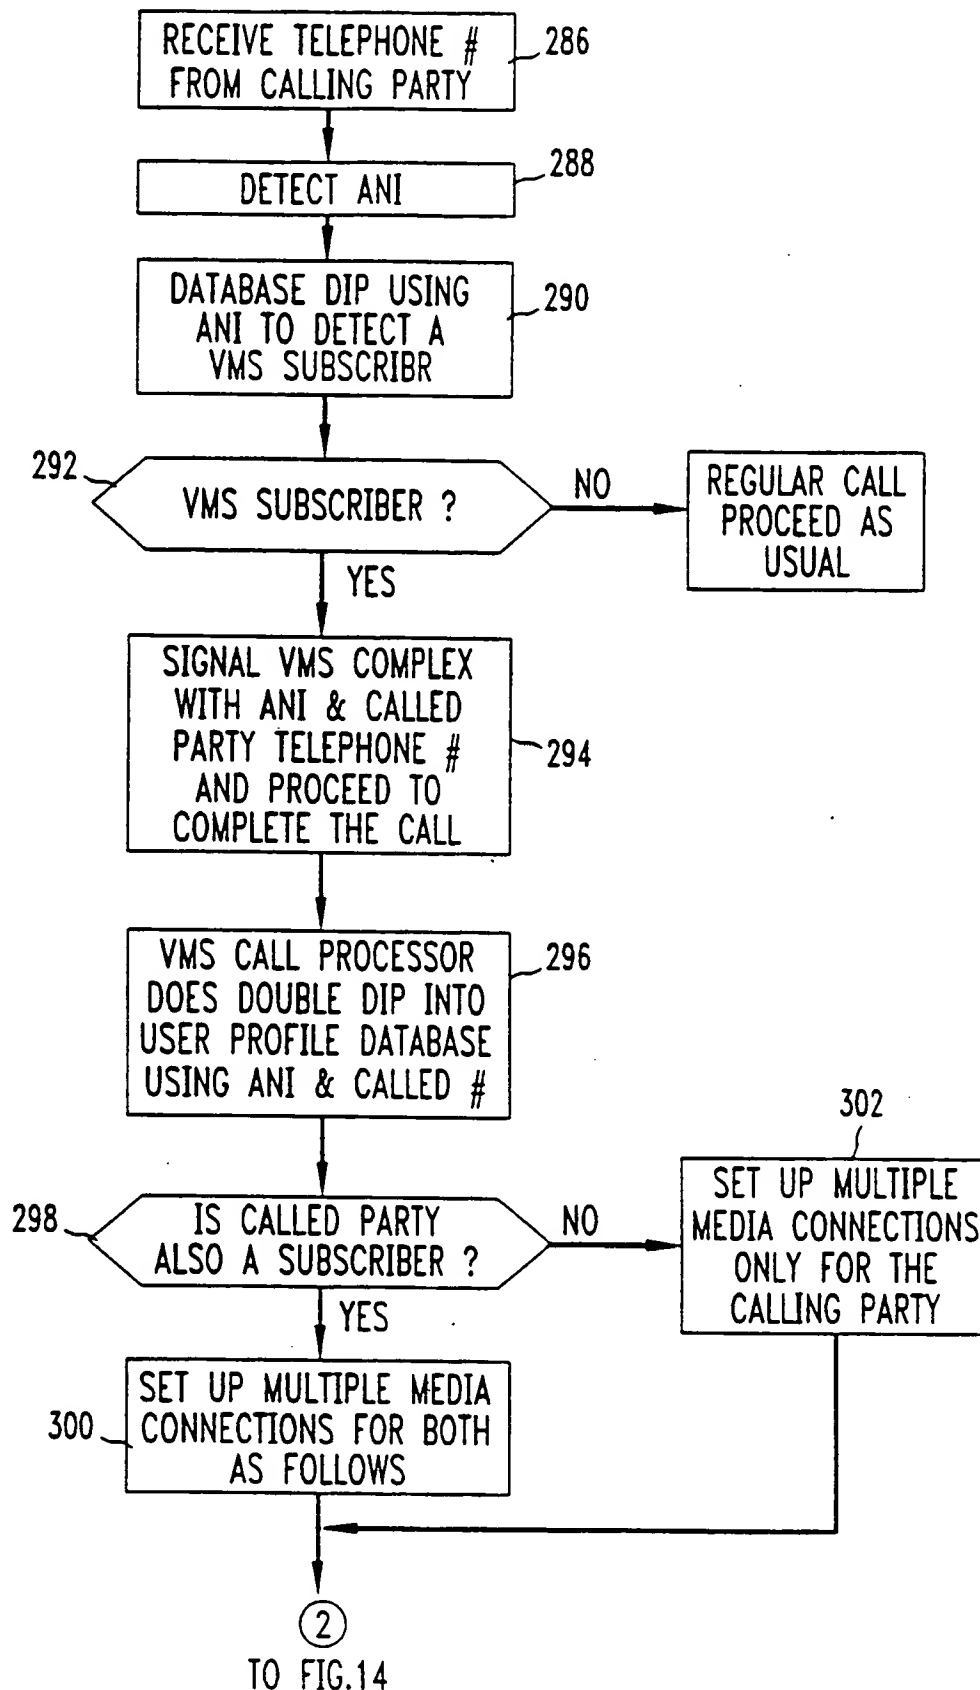 RECEIVE TELEPHONE #
FROM CALLING PARTY
286
DETECT ANI
288
DATABASE DIP USING
ANI TO DETECT A
VMS SUBSCRIBR
290
292
VMS SUBSCRIBER ?
NO
REGULAR CALL
PROCEED AS
USUAL
YES
SIGNAL VMS COMPLEX
WITH ANI & CALLED
PARTY TELEPHONE #
AND PROCEED TO
COMPLETE THE CALL
294
VMS CALL PROCESSOR
DOES DOUBLE DIP INTO
USER PROFILE DATABASE
USING ANI & CALLED #
296
298
IS CALLED PARTY
ALSO A SUBSCRIBER ?
NO
302
SET UP MULTIPLE
MEDIA CONNECTIONS
ONLY FOR THE
CALLING PARTY
YES
300
SET UP MULTIPLE MEDIA
CONNECTIONS FOR BOTH
AS FOLLOWS
2
TO FIG.14